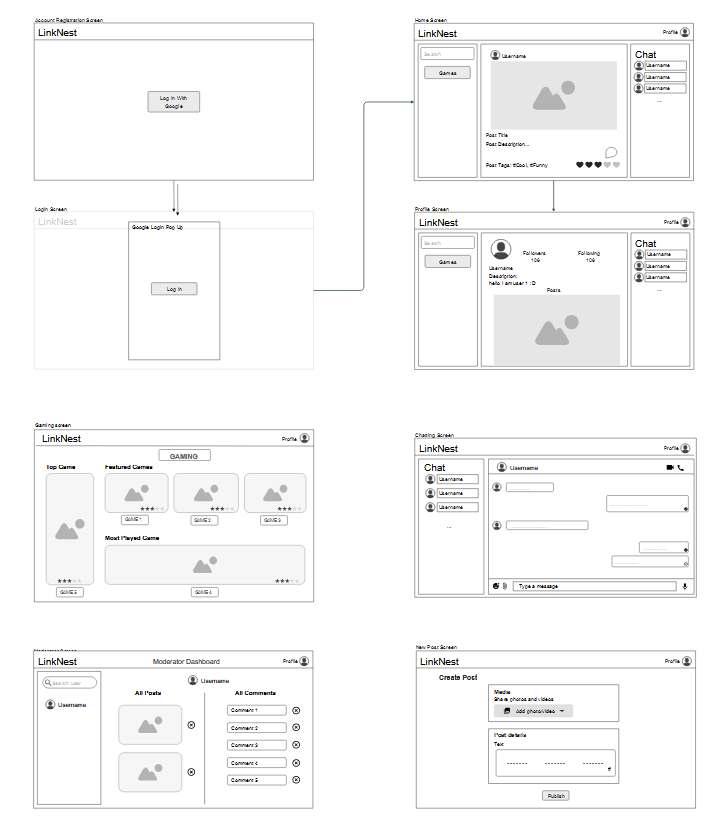 Account Registration Screen
LinkNest
Log In With
Google
Home Screen
LinkNest
Profile
Search
Games
Username
Post Title
Post Description...
Post Tags: #Cool, #Funny
Chat
Username
Username
Username
...
Login Screen
LinkNest
Google Login Pop Up
Log In
Profile Screen
LinkNest
Profile
Search
Games
Followers
106
Following
106
Username
Description:
hello I am user 1 :D
Posts
Chat
Username
Username
Username
...
Gaming screen
LinkNest
Profile
GAMING
Top Game
GAME 5
Featured Games
GAME 1
GAME 2
GAME 3
Most Played Game
GAME 4
Chating Screen
LinkNest
Profile
Chat
Username
Username
Username
...
Username
Type a message
LinkNest
Moderator Dashboard
Profile
Search user
Username
Username
All Posts
All Comments
Comment 1
Comment 2
Comment 3
Comment 4
Comment 5
New Post Screen
LinkNest
Profile
Create Post
Media
Share photos and videos
Add photo/video
Post details
Text
------- ------- -------
#
Publish